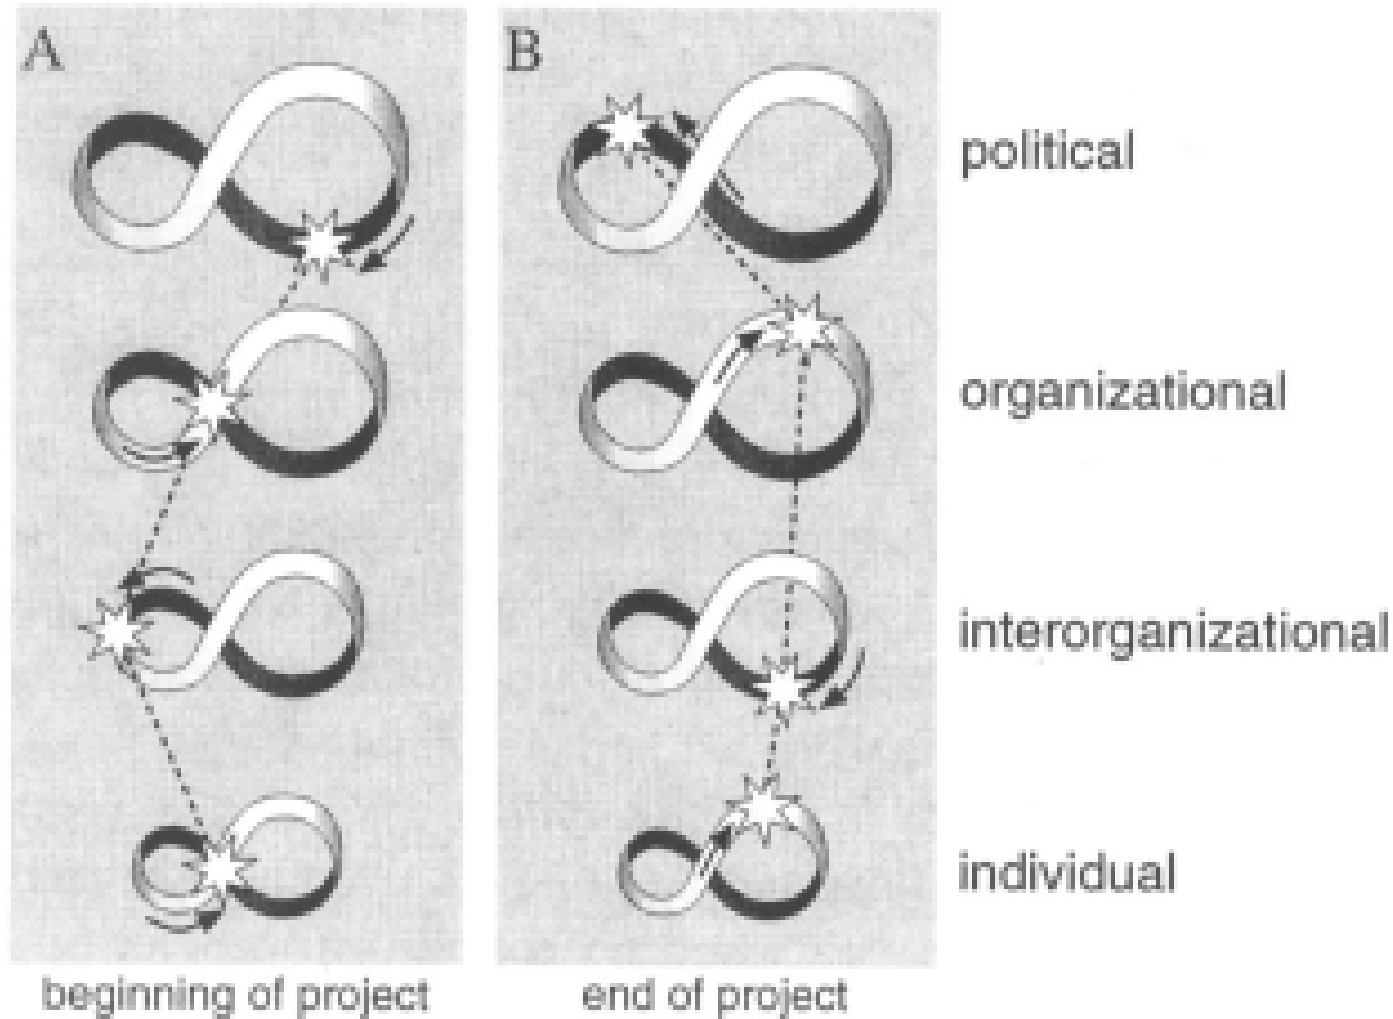 A
B
political
organizational
interorganizational
individual
beginning of project
end of project